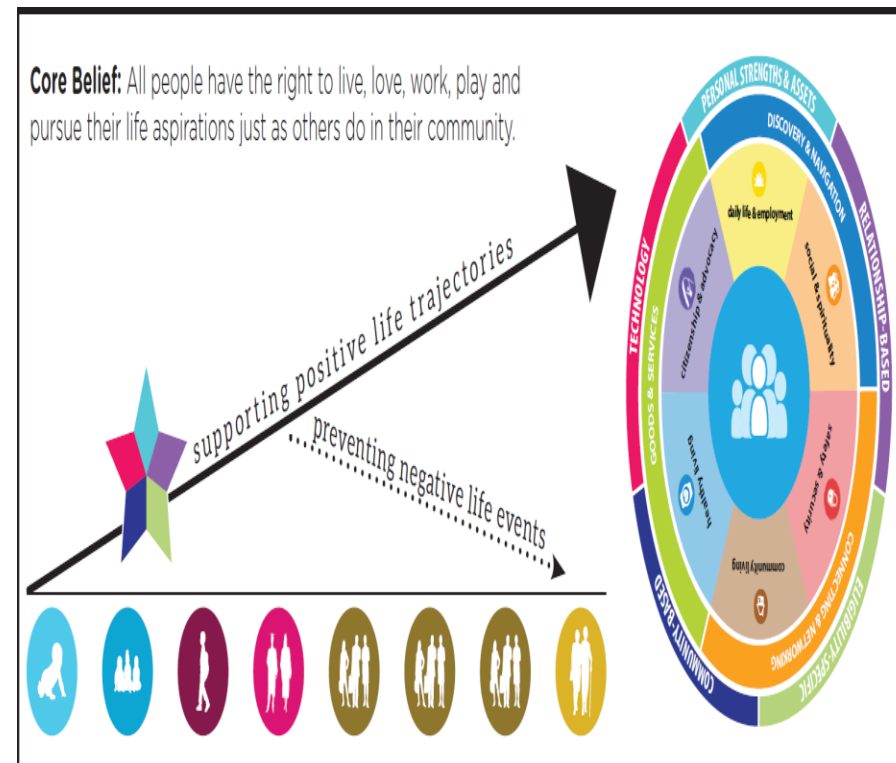 Core Belief: All people have the right to live, love, work, play and
pursue their life aspirations just as others do in their community.
supporting positive life trajectories
preventing negative life events
PERSONAL STRENGTHS & ASSETS
RELATIONSHIP-BASED
ELIGIBILITY-SPECIFIC
COMMUNITY-BASED
TECHNOLOGY
DISCOVERY & NAVIGATION
CONNECTING & NETWORKING
GOODS & SERVICES
daily life & employment
social & spirituality
safety & security
community living
healthy living
citizenship & advocacy